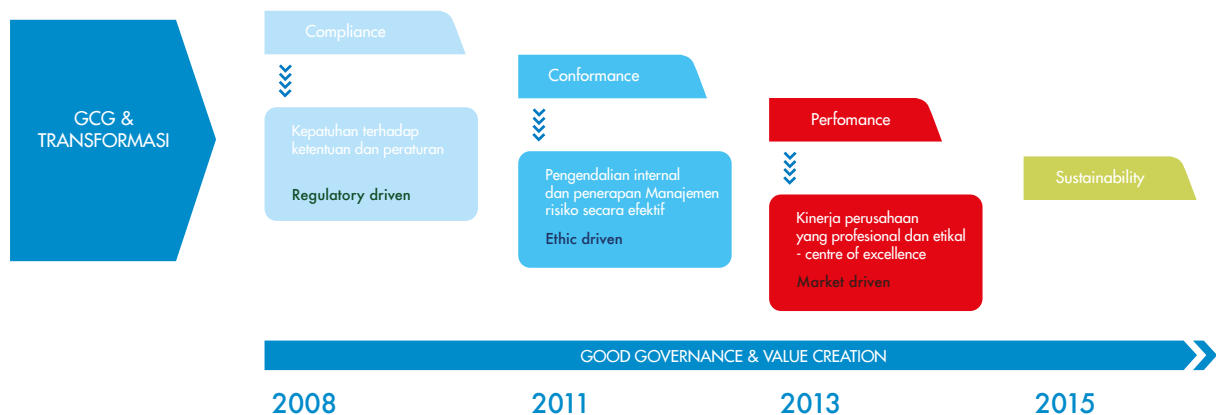 GCG &
TRANSFORMASI
Compliance
Kepatuhan terhadap
ketentuan dan peraturan
Regulatory driven
Conformance
Pengendalian internal
dan penerapan Manajemen
risiko secara efektif
Ethic driven
Perfomance
Kinerja perusahaan
yang profesional dan etikal
- centre of excellence
Market driven
Sustainability
GOOD GOVERNANCE & VALUE CREATION
2008
2011
2013
2015